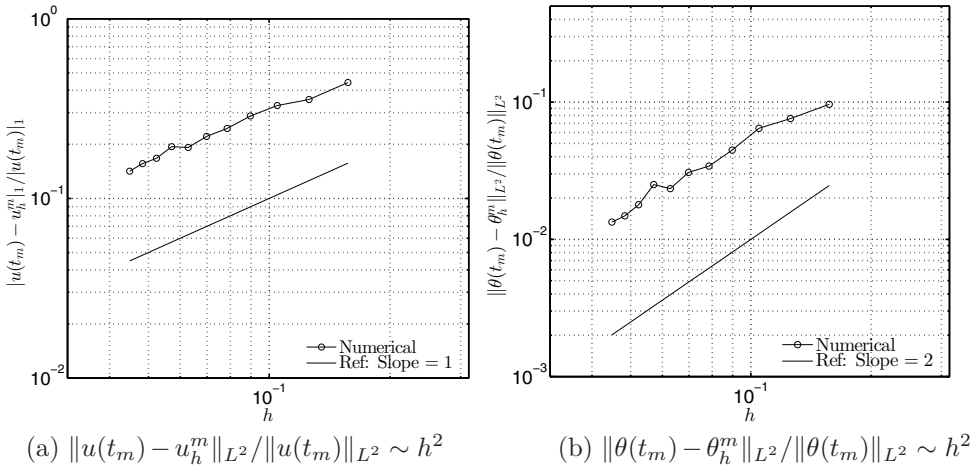 10^0
10^{-1}
10^{-2}
|u(t_m) − u_h^m|_1/|u(t_m)|_1
Numerical
Ref: Slope = 1
10^{-1}
h
(a) ‖u(t_m) − u_h^m‖_{L^2}/‖u(t_m)‖_{L^2} ∼ h^2
10^{-1}
10^{-2}
10^{-3}
‖θ(t_m) − θ_h^m‖_{L^2}/‖θ(t_m)‖_{L^2}
Numerical
Ref: Slope = 2
10^{-1}
h
(b) ‖θ(t_m) − θ_h^m‖_{L^2}/‖θ(t_m)‖_{L^2} ∼ h^2